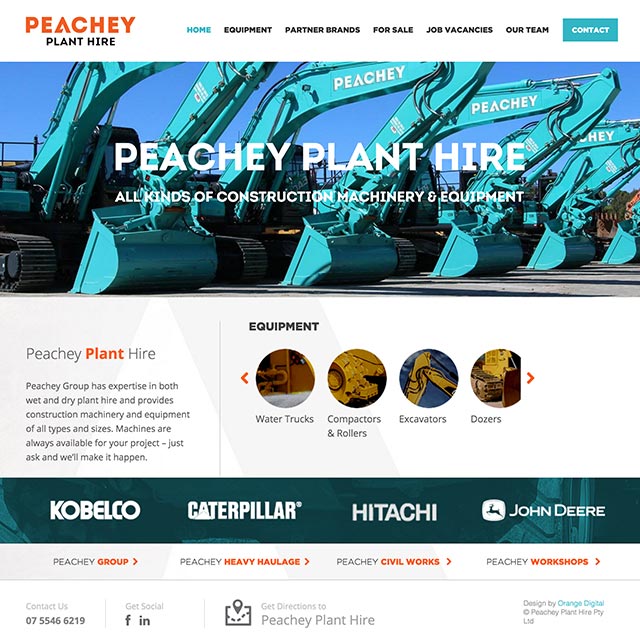 PEACHEY
PLANT HIRE
HOME EQUIPMENT PARTNER BRANDS FOR SALE JOB VACANCIES OUR TEAM CONTACT
PEACHEY
PEACHEY
PEACHEY
PEACHEY PLANT HIRE
ALL KINDS OF CONSTRUCTION MACHINERY & EQUIPMENT
EQUIPMENT
Peachey Plant Hire
Peachey Group has expertise in both
wet and dry plant hire and provides
construction machinery and equipment
of all types and sizes. Machines are
always available for your project – just
ask and we'll make it happen.
Water Trucks
Compactors
& Rollers
Excavators
Dozers
KOBELCO CATERPILLAR® HITACHI JOHN DEERE
PEACHEY GROUP PEACHEY HEAVY HAULAGE PEACHEY CIVIL WORKS PEACHEY WORKSHOPS
Contact Us
07 5546 6219
Get Social
f in
Get Directions to
Peachey Plant Hire
Design by Orange Digital
© Peachey Plant Hire Pty
Ltd